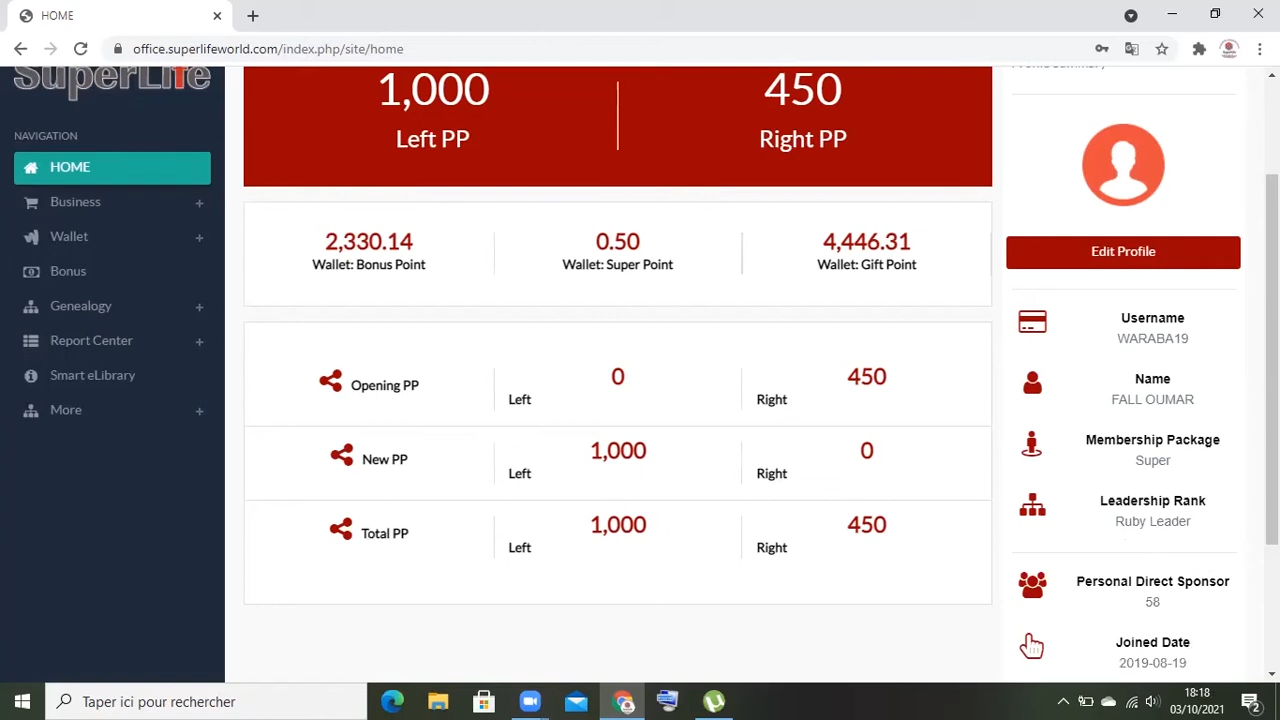 HOME
office.superlifeworld.com/index.php/site/home
SuperLife
NAVIGATION
HOME
Business
Wallet
Bonus
Genealogy
Report Center
Smart eLibrary
More
1,000
Left PP
450
Right PP
2,330.14
Wallet: Bonus Point
0.50
Wallet: Super Point
4,446.31
Wallet: Gift Point
Opening PP
Left
0
Right
450
New PP
Left
1,000
Right
0
Total PP
Left
1,000
Right
450
Edit Profile
Username
WARABA19
Name
FALL OUMAR
Membership Package
Super
Leadership Rank
Ruby Leader
Personal Direct Sponsor
58
Joined Date
2019-08-19
Taper ici pour rechercher
18:18
03/10/2021
2